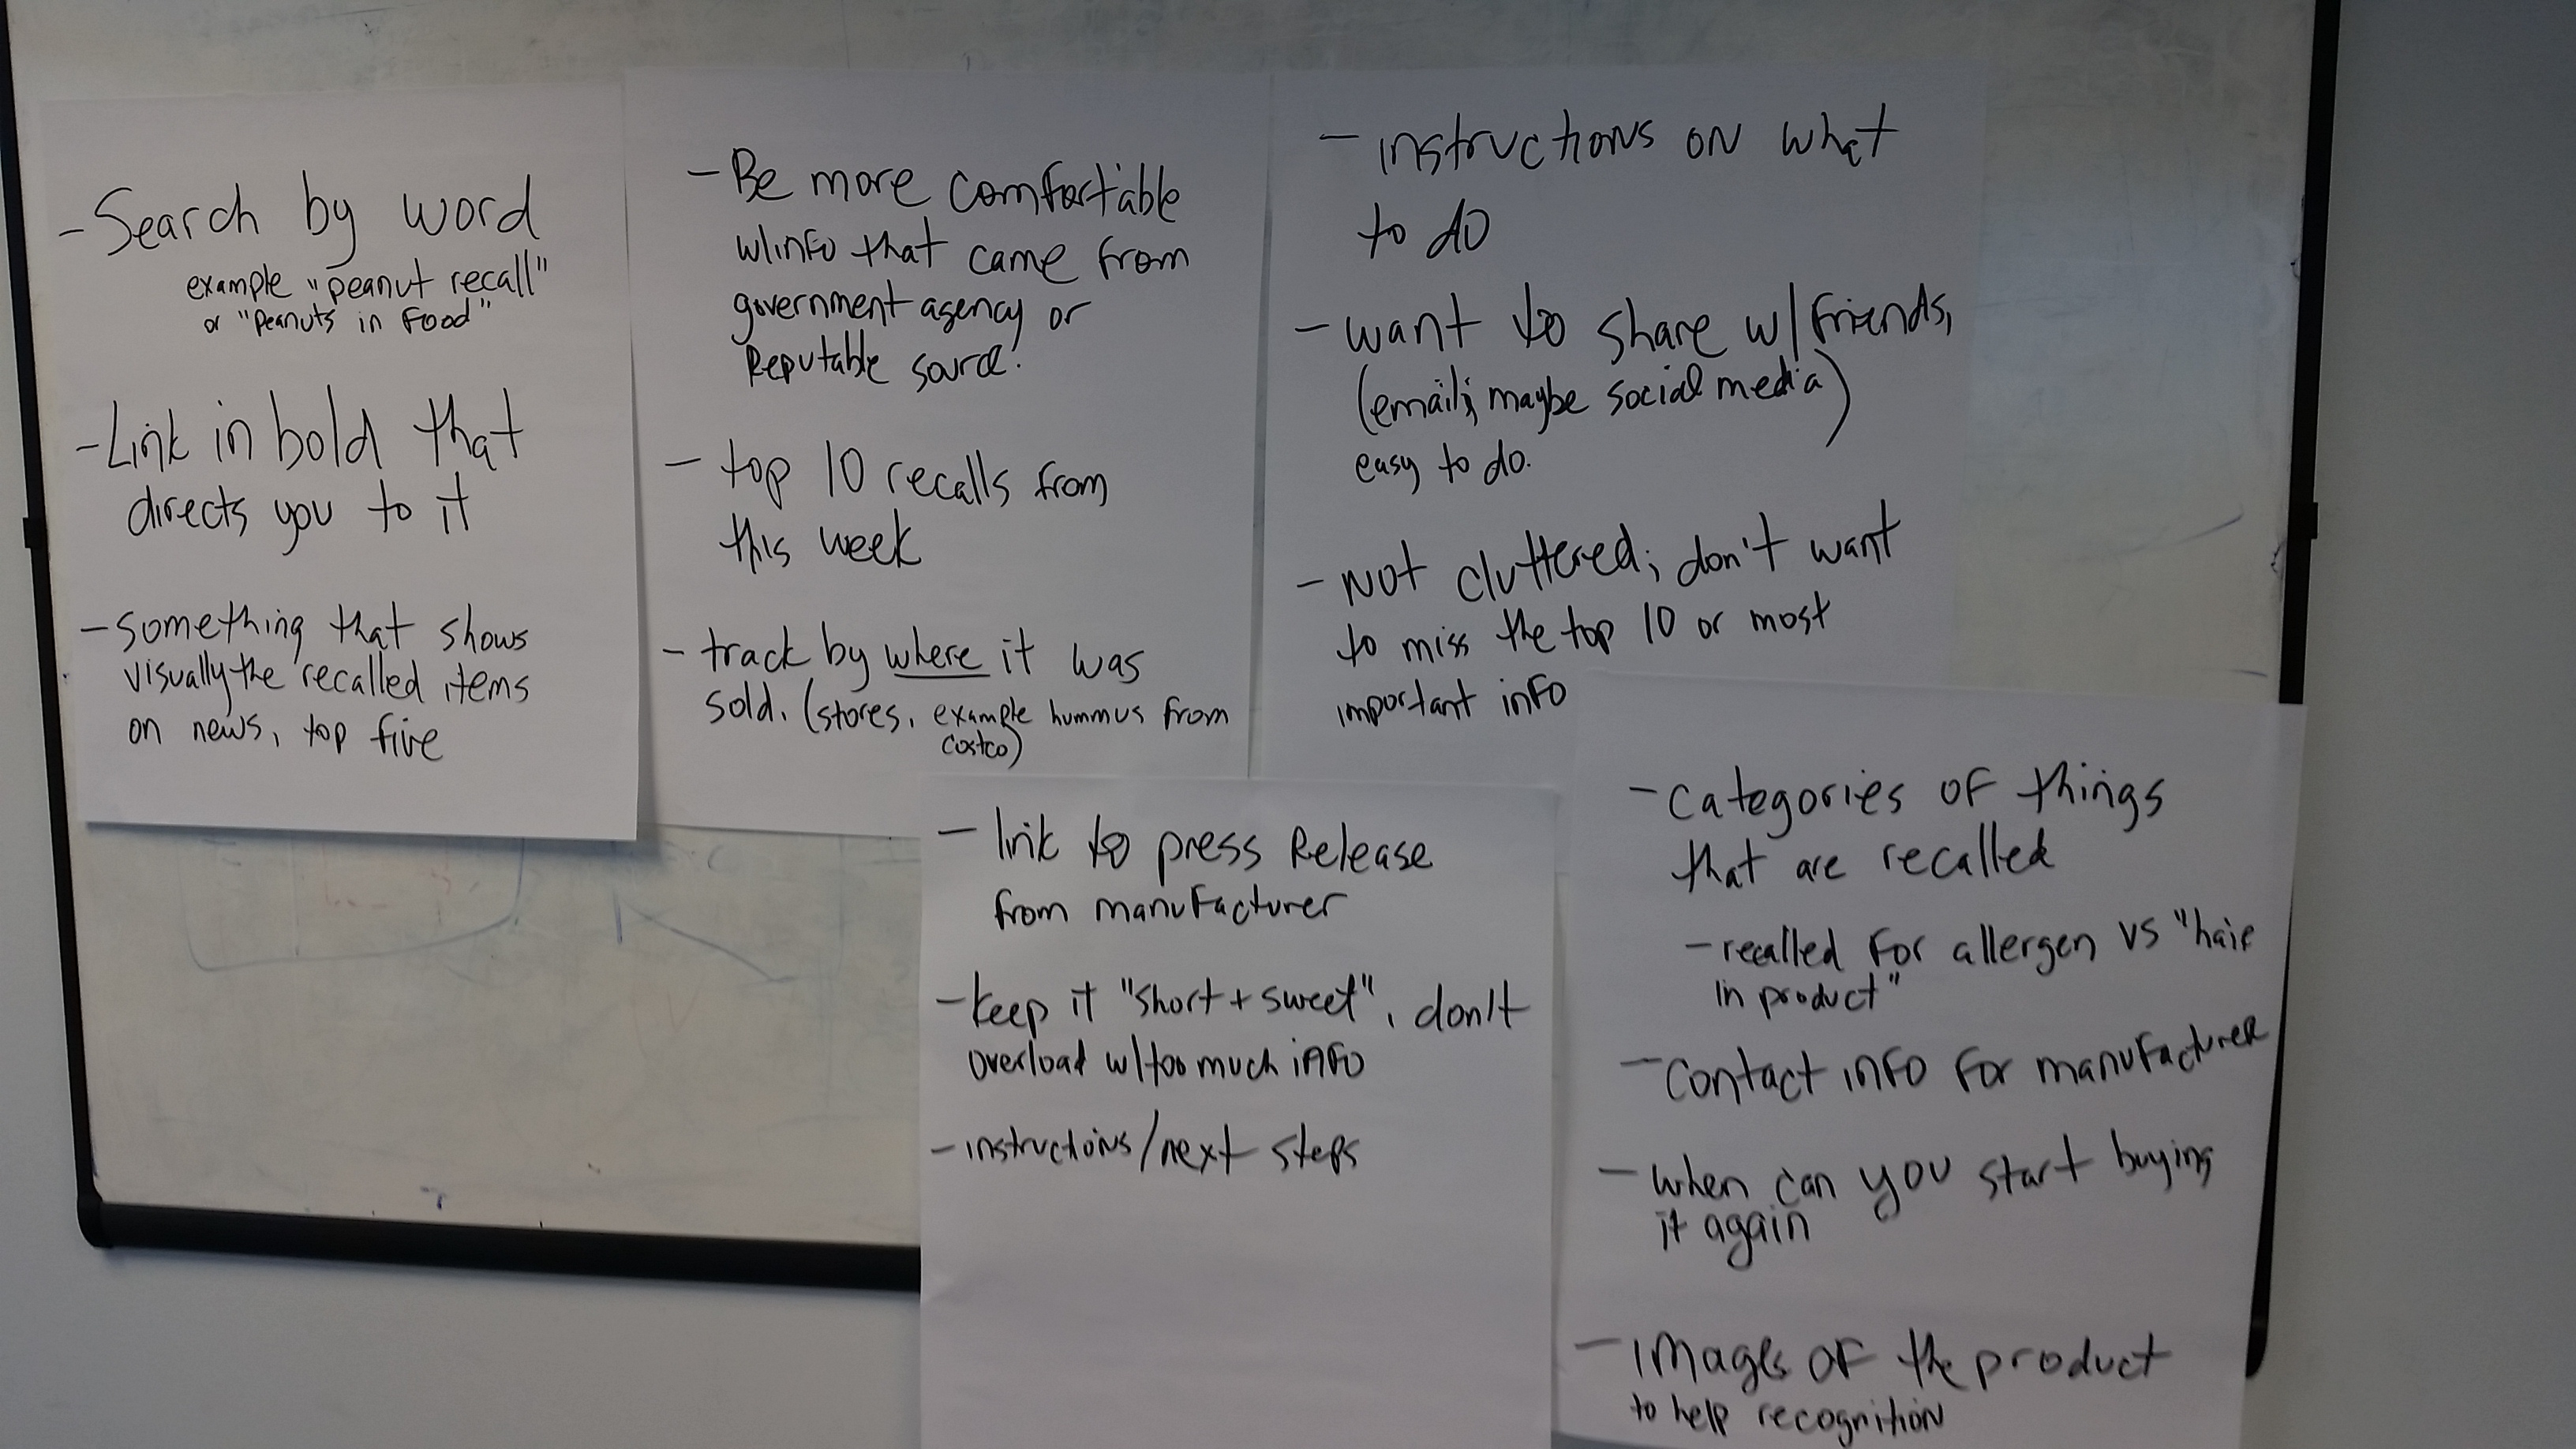 - Search by word
example "peanut recall"
or "Peanuts in food"
- Link in bold that
directs you to it
- something that shows
visually the recalled items
on news, top five
- Be more comfortable
w/info that came from
government agency or
Reputable source.
- top 10 recalls from
this week
- track by where it was
sold. (stores, example hummus from
costco)
- instructions on what
to do
- want to share w/friends,
(email; maybe social media)
easy to do.
- Not cluttered; don't want
to miss the top 10 or most
important info
- link to press Release
from manufacturer
- keep it "short + sweet", don't
overload w/too much info
- instructions/next steps
- Categories of things
that are recalled
- recalled for allergen vs "hair
in product"
- Contact info for manufacturer
- when can you start buying
it again
- Images of the product
to help recognition